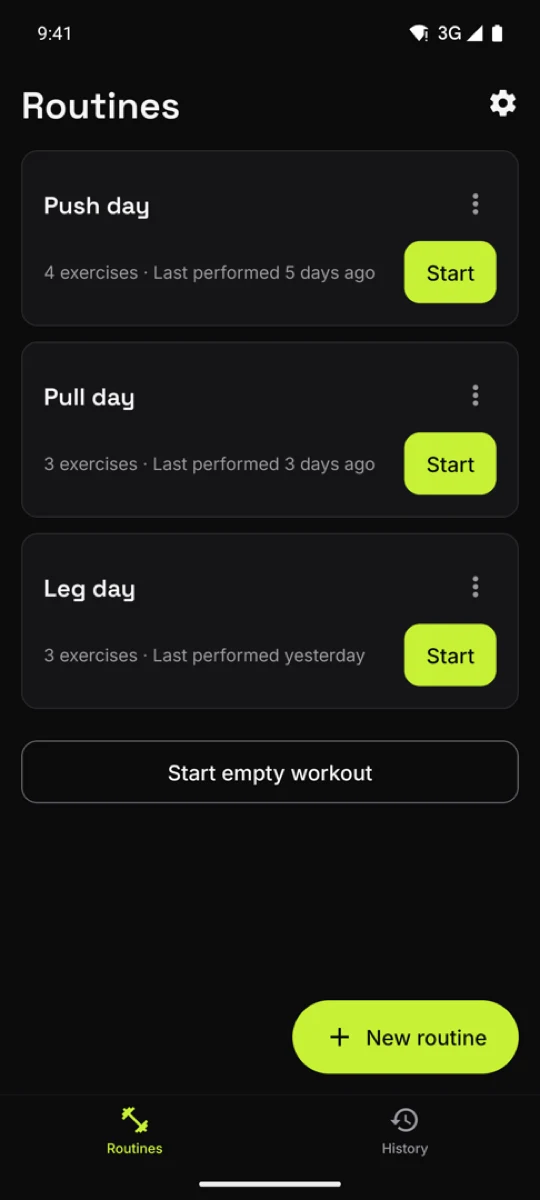 9:41
3G
Routines
Push day
4 exercises · Last performed 5 days ago
Start
Pull day
3 exercises · Last performed 3 days ago
Start
Leg day
3 exercises · Last performed yesterday
Start
Start empty workout
New routine
Routines
History